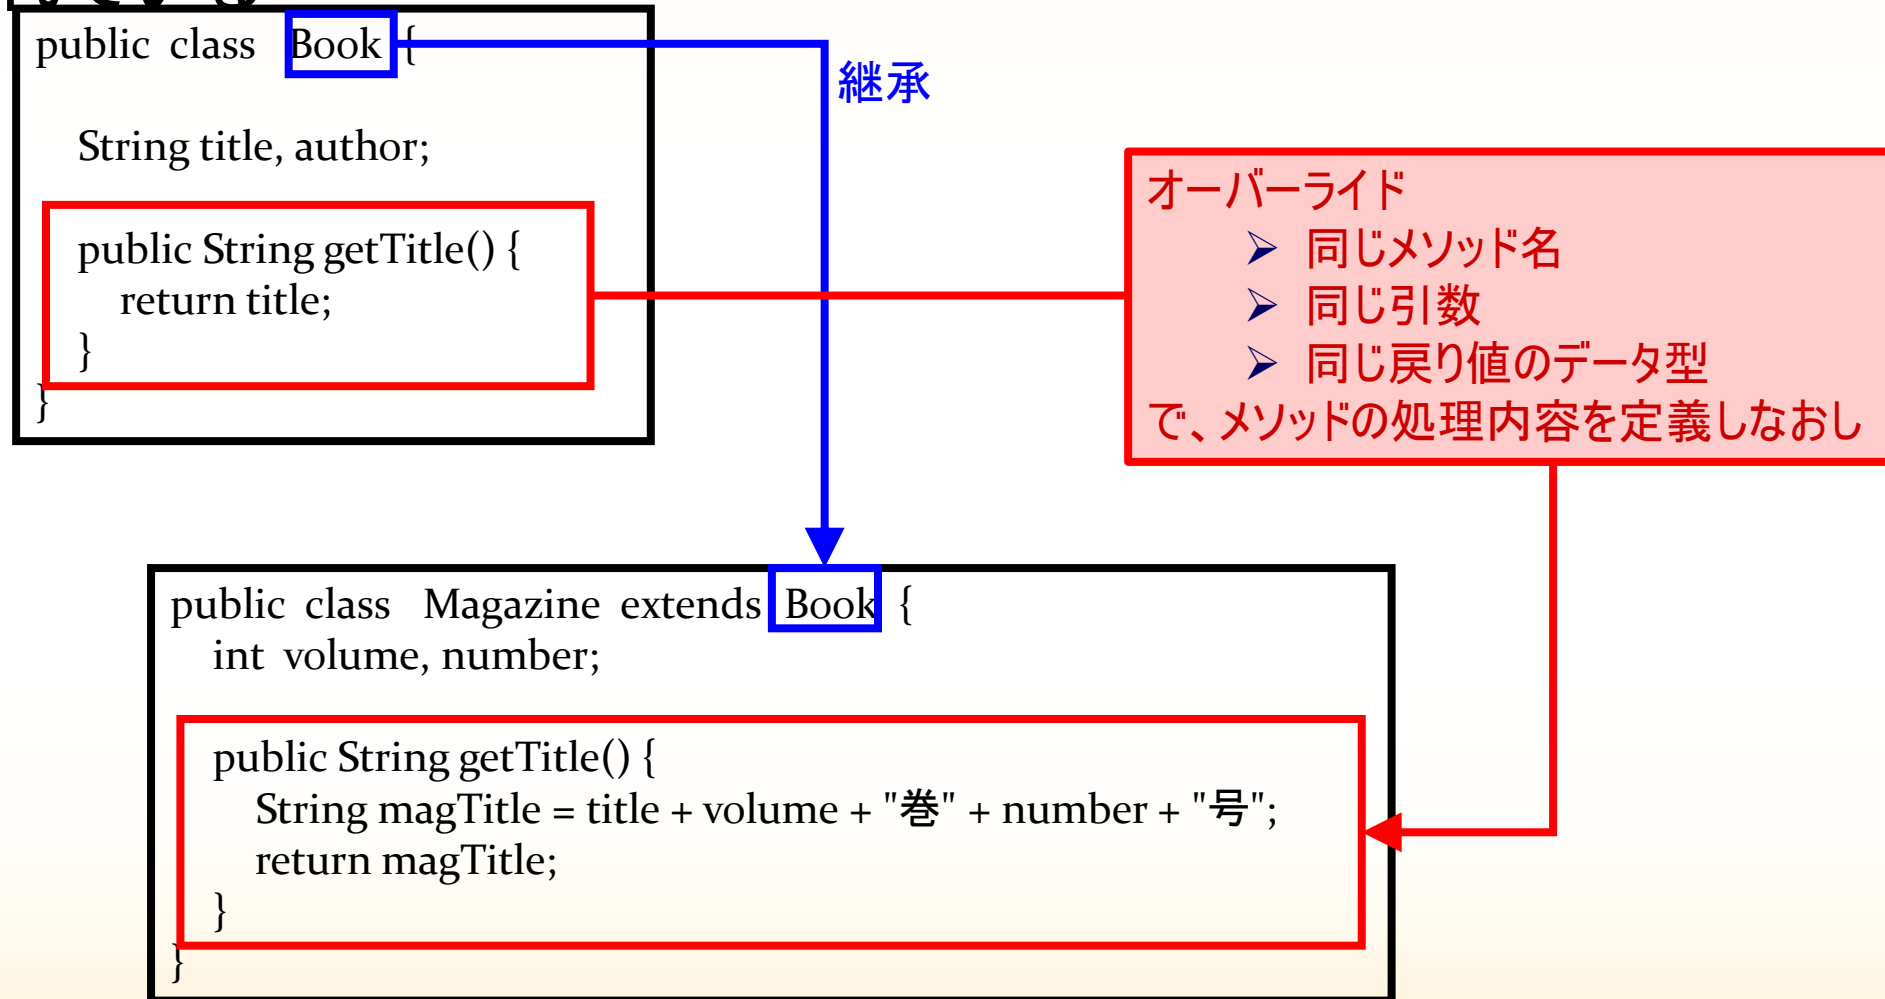 public class Book {
String title, author;
public String getTitle() {
return title;
}
}
継承
オーバーライド
➢ 同じメソッド名
➢ 同じ引数
➢ 同じ戻り値のデータ型
で、メソッドの処理内容を定義しなおし
public class Magazine extends Book {
int volume, number;
public String getTitle() {
String magTitle = title + volume + "巻" + number + "号";
return magTitle;
}
}